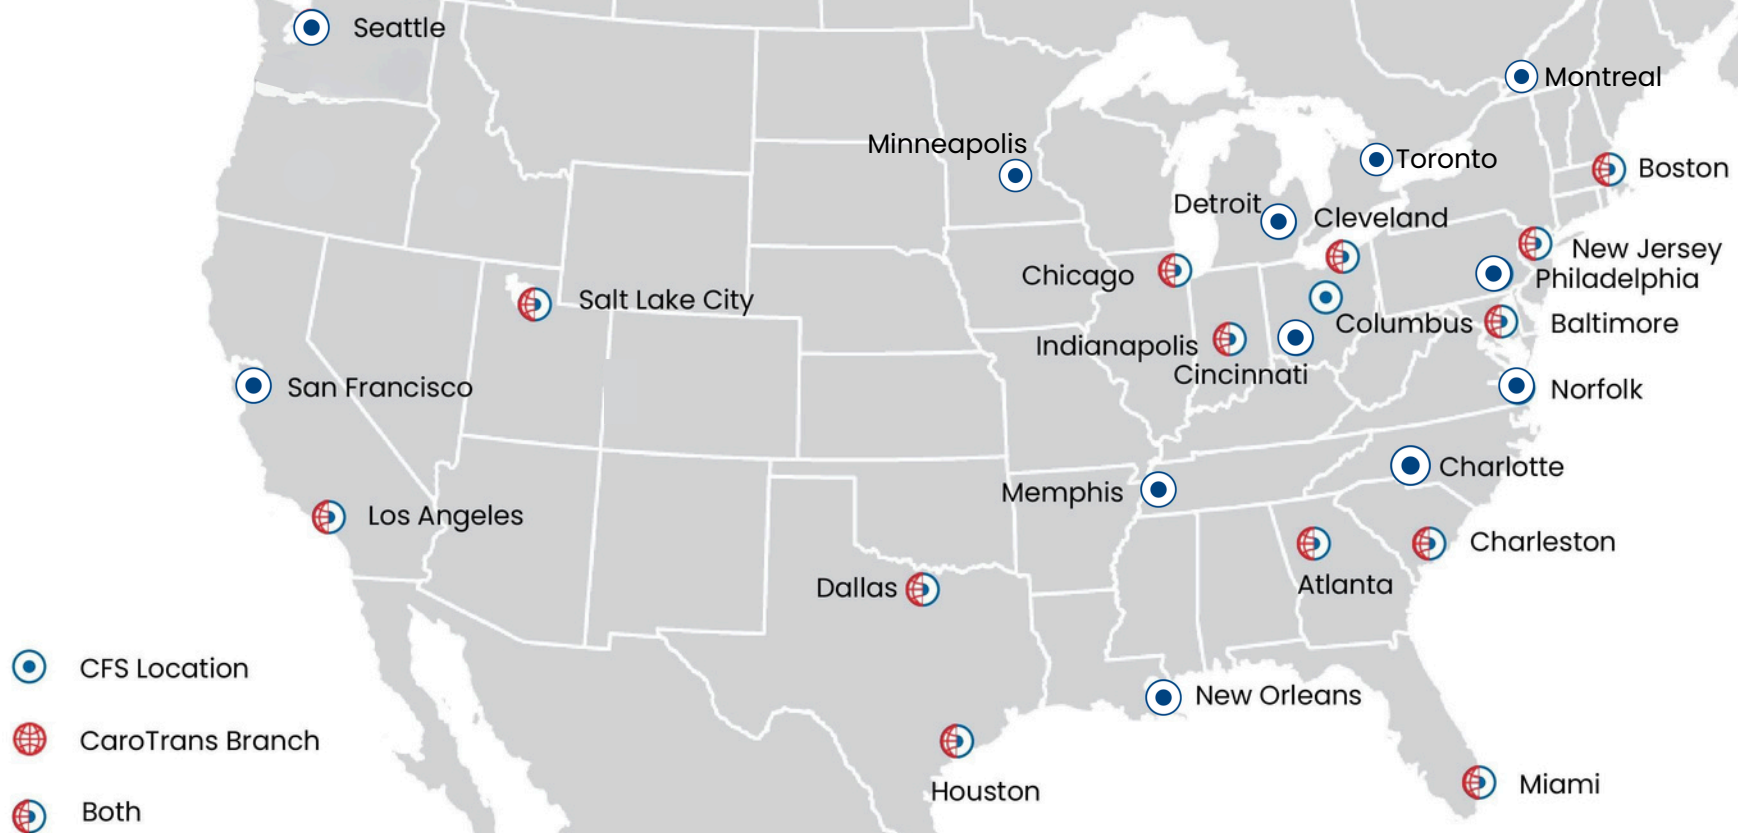 Seattle
Montreal
Minneapolis
Toronto
Boston
Detroit
Cleveland
New Jersey
Chicago
Philadelphia
Salt Lake City
Columbus
Baltimore
Indianapolis
Cincinnati
San Francisco
Norfolk
Charlotte
Memphis
Los Angeles
Charleston
Dallas
Atlanta
CFS Location
New Orleans
CaroTrans Branch
Houston
Miami
Both